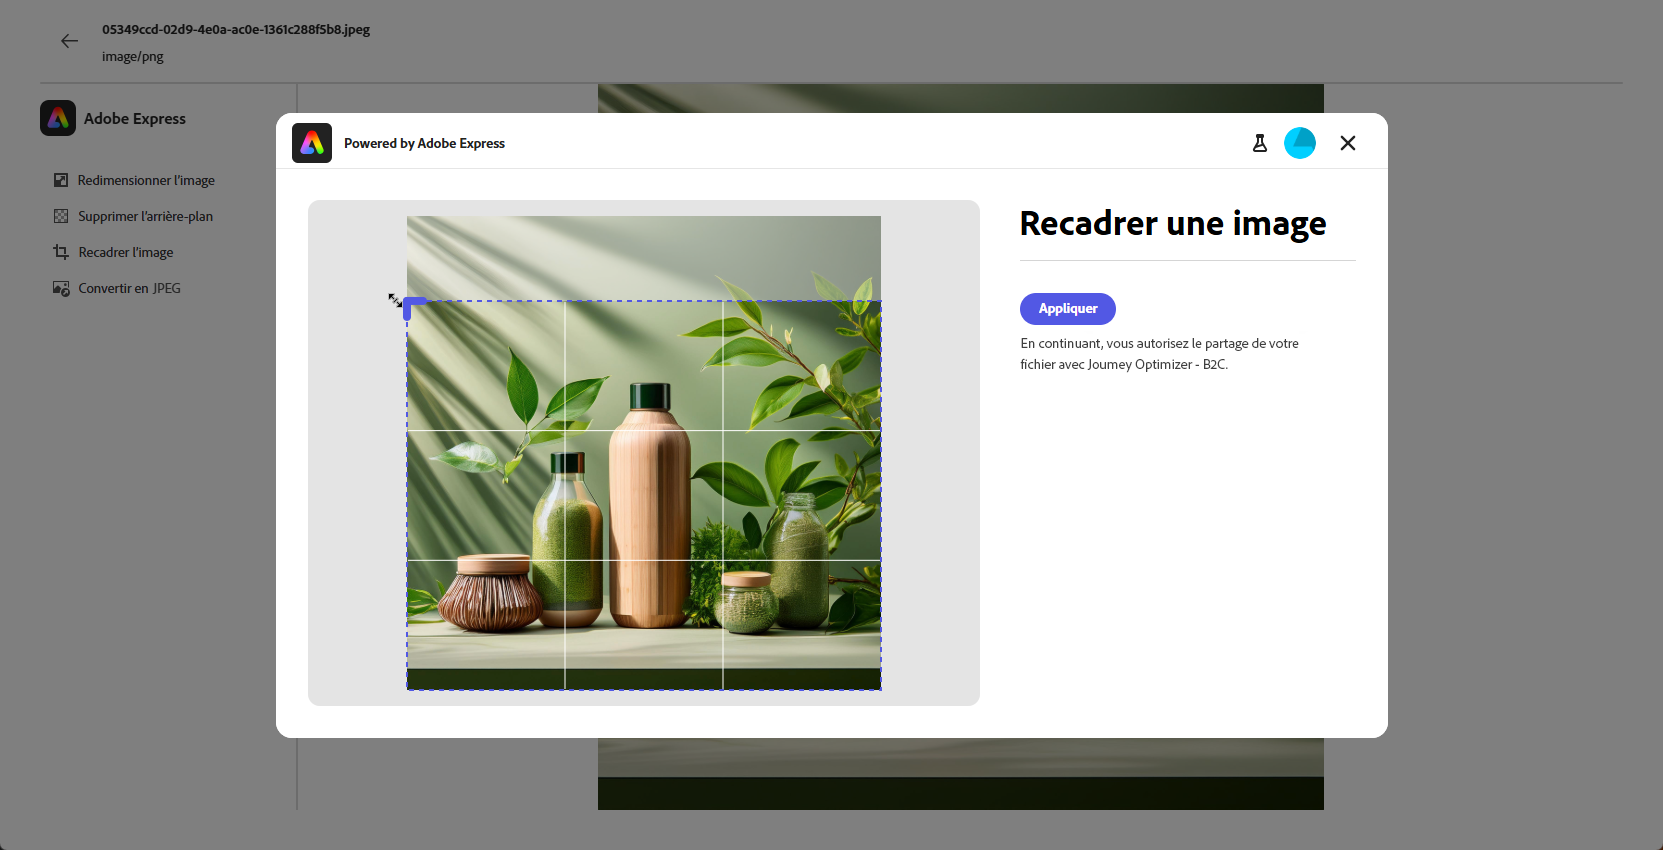 05349ccd-02d9-4e0a-ac0e-1361c288f5b8.jpeg
image/png
Adobe Express
Redimensionner l'image
Supprimer l'arrière-plan
Recadrer l'image
Convertir en JPEG
Powered by Adobe Express
Recadrer une image
Appliquer
En continuant, vous autorisez le partage de votre
fichier avec Journey Optimizer - B2C.